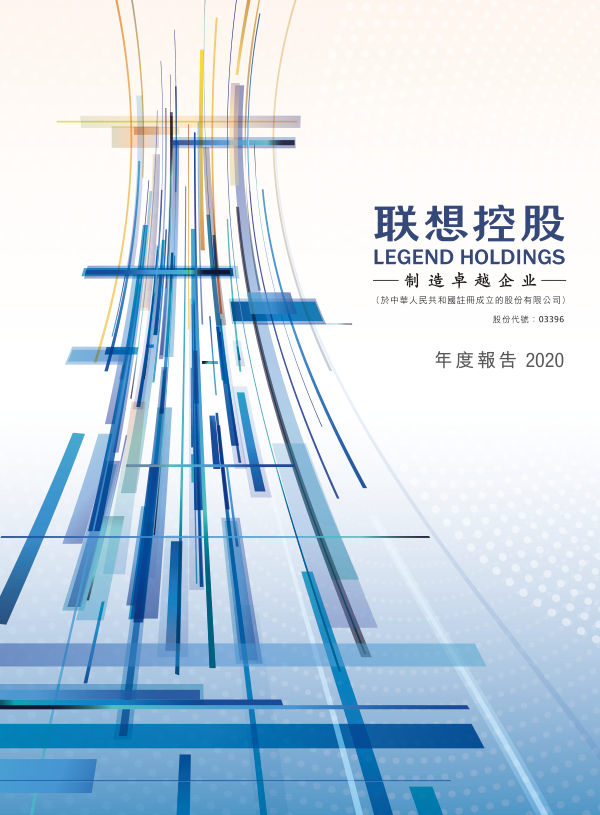 联想控股
LEGEND HOLDINGS
制造卓越企业
（於中華人民共和國註冊成立的股份有限公司）
股份代號：03396
年度報告 2020